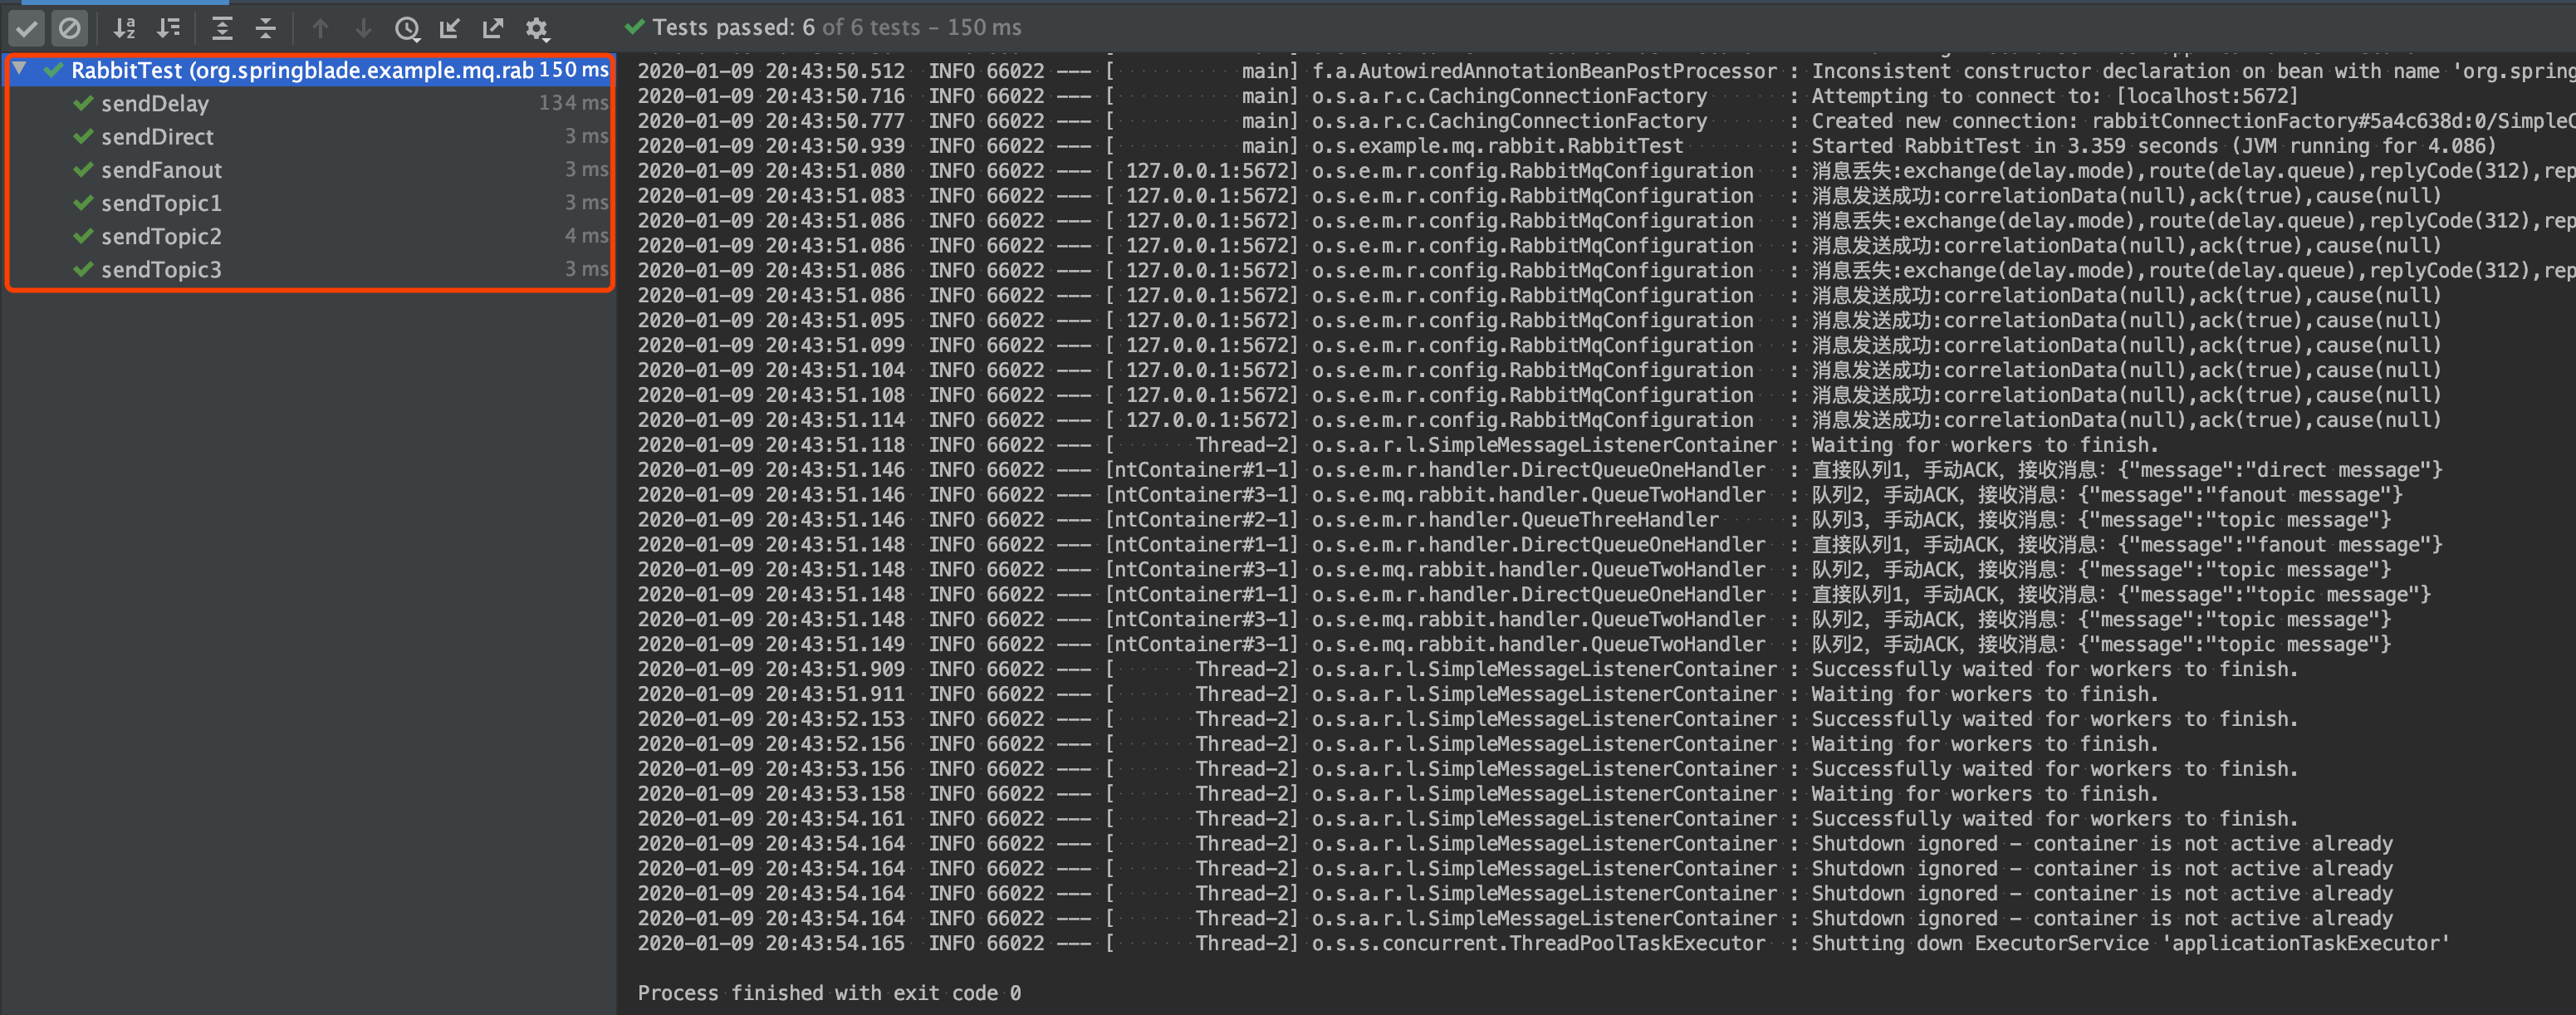 Tests passed: 6 of 6 tests – 150 ms
RabbitTest (org.springblade.example.mq.rab 150 ms
sendDelay 134 ms
sendDirect 3 ms
sendFanout 3 ms
sendTopic1 3 ms
sendTopic2 4 ms
sendTopic3 3 ms
2020-01-09 20:43:50.512 INFO 66022 --- [ main] f.a.AutowiredAnnotationBeanPostProcessor : Inconsistent constructor declaration on bean with name 'org.spring
2020-01-09 20:43:50.716 INFO 66022 --- [ main] o.s.a.r.c.CachingConnectionFactory : Attempting to connect to: [localhost:5672]
2020-01-09 20:43:50.777 INFO 66022 --- [ main] o.s.a.r.c.CachingConnectionFactory : Created new connection: rabbitConnectionFactory#5a4c638d:0/SimpleC
2020-01-09 20:43:50.939 INFO 66022 --- [ main] o.s.example.mq.rabbit.RabbitTest : Started RabbitTest in 3.359 seconds (JVM running for 4.086)
2020-01-09 20:43:51.080 INFO 66022 --- [ 127.0.0.1:5672] o.s.e.m.r.config.RabbitMqConfiguration : 消息丢失:exchange(delay.mode),route(delay.queue),replyCode(312),rep
2020-01-09 20:43:51.083 INFO 66022 --- [ 127.0.0.1:5672] o.s.e.m.r.config.RabbitMqConfiguration : 消息发送成功:correlationData(null),ack(true),cause(null)
2020-01-09 20:43:51.086 INFO 66022 --- [ 127.0.0.1:5672] o.s.e.m.r.config.RabbitMqConfiguration : 消息丢失:exchange(delay.mode),route(delay.queue),replyCode(312),rep
2020-01-09 20:43:51.086 INFO 66022 --- [ 127.0.0.1:5672] o.s.e.m.r.config.RabbitMqConfiguration : 消息发送成功:correlationData(null),ack(true),cause(null)
2020-01-09 20:43:51.086 INFO 66022 --- [ 127.0.0.1:5672] o.s.e.m.r.config.RabbitMqConfiguration : 消息丢失:exchange(delay.mode),route(delay.queue),replyCode(312),rep
2020-01-09 20:43:51.086 INFO 66022 --- [ 127.0.0.1:5672] o.s.e.m.r.config.RabbitMqConfiguration : 消息发送成功:correlationData(null),ack(true),cause(null)
2020-01-09 20:43:51.095 INFO 66022 --- [ 127.0.0.1:5672] o.s.e.m.r.config.RabbitMqConfiguration : 消息发送成功:correlationData(null),ack(true),cause(null)
2020-01-09 20:43:51.099 INFO 66022 --- [ 127.0.0.1:5672] o.s.e.m.r.config.RabbitMqConfiguration : 消息发送成功:correlationData(null),ack(true),cause(null)
2020-01-09 20:43:51.104 INFO 66022 --- [ 127.0.0.1:5672] o.s.e.m.r.config.RabbitMqConfiguration : 消息发送成功:correlationData(null),ack(true),cause(null)
2020-01-09 20:43:51.108 INFO 66022 --- [ 127.0.0.1:5672] o.s.e.m.r.config.RabbitMqConfiguration : 消息发送成功:correlationData(null),ack(true),cause(null)
2020-01-09 20:43:51.114 INFO 66022 --- [ 127.0.0.1:5672] o.s.e.m.r.config.RabbitMqConfiguration : 消息发送成功:correlationData(null),ack(true),cause(null)
2020-01-09 20:43:51.118 INFO 66022 --- [ Thread-2] o.s.a.r.l.SimpleMessageListenerContainer : Waiting for workers to finish.
2020-01-09 20:43:51.146 INFO 66022 --- [ntContainer#1-1] o.s.e.m.r.handler.DirectQueueOneHandler : 直接队列1，手动ACK，接收消息：{"message":"direct message"}
2020-01-09 20:43:51.146 INFO 66022 --- [ntContainer#3-1] o.s.e.mq.rabbit.handler.QueueTwoHandler : 队列2，手动ACK，接收消息：{"message":"fanout message"}
2020-01-09 20:43:51.146 INFO 66022 --- [ntContainer#2-1] o.s.e.m.r.handler.QueueThreeHandler : 队列3，手动ACK，接收消息：{"message":"topic message"}
2020-01-09 20:43:51.148 INFO 66022 --- [ntContainer#1-1] o.s.e.m.r.handler.DirectQueueOneHandler : 直接队列1，手动ACK，接收消息：{"message":"fanout message"}
2020-01-09 20:43:51.148 INFO 66022 --- [ntContainer#3-1] o.s.e.mq.rabbit.handler.QueueTwoHandler : 队列2，手动ACK，接收消息：{"message":"topic message"}
2020-01-09 20:43:51.148 INFO 66022 --- [ntContainer#1-1] o.s.e.m.r.handler.DirectQueueOneHandler : 直接队列1，手动ACK，接收消息：{"message":"topic message"}
2020-01-09 20:43:51.148 INFO 66022 --- [ntContainer#3-1] o.s.e.mq.rabbit.handler.QueueTwoHandler : 队列2，手动ACK，接收消息：{"message":"topic message"}
2020-01-09 20:43:51.149 INFO 66022 --- [ntContainer#3-1] o.s.e.mq.rabbit.handler.QueueTwoHandler : 队列2，手动ACK，接收消息：{"message":"topic message"}
2020-01-09 20:43:51.909 INFO 66022 --- [ Thread-2] o.s.a.r.l.SimpleMessageListenerContainer : Successfully waited for workers to finish.
2020-01-09 20:43:51.911 INFO 66022 --- [ Thread-2] o.s.a.r.l.SimpleMessageListenerContainer : Waiting for workers to finish.
2020-01-09 20:43:52.153 INFO 66022 --- [ Thread-2] o.s.a.r.l.SimpleMessageListenerContainer : Successfully waited for workers to finish.
2020-01-09 20:43:52.156 INFO 66022 --- [ Thread-2] o.s.a.r.l.SimpleMessageListenerContainer : Waiting for workers to finish.
2020-01-09 20:43:53.156 INFO 66022 --- [ Thread-2] o.s.a.r.l.SimpleMessageListenerContainer : Successfully waited for workers to finish.
2020-01-09 20:43:53.158 INFO 66022 --- [ Thread-2] o.s.a.r.l.SimpleMessageListenerContainer : Waiting for workers to finish.
2020-01-09 20:43:54.161 INFO 66022 --- [ Thread-2] o.s.a.r.l.SimpleMessageListenerContainer : Successfully waited for workers to finish.
2020-01-09 20:43:54.164 INFO 66022 --- [ Thread-2] o.s.a.r.l.SimpleMessageListenerContainer : Shutdown ignored - container is not active already
2020-01-09 20:43:54.164 INFO 66022 --- [ Thread-2] o.s.a.r.l.SimpleMessageListenerContainer : Shutdown ignored - container is not active already
2020-01-09 20:43:54.164 INFO 66022 --- [ Thread-2] o.s.a.r.l.SimpleMessageListenerContainer : Shutdown ignored - container is not active already
2020-01-09 20:43:54.164 INFO 66022 --- [ Thread-2] o.s.a.r.l.SimpleMessageListenerContainer : Shutdown ignored - container is not active already
2020-01-09 20:43:54.165 INFO 66022 --- [ Thread-2] o.s.s.concurrent.ThreadPoolTaskExecutor : Shutting down ExecutorService 'applicationTaskExecutor'
Process finished with exit code 0